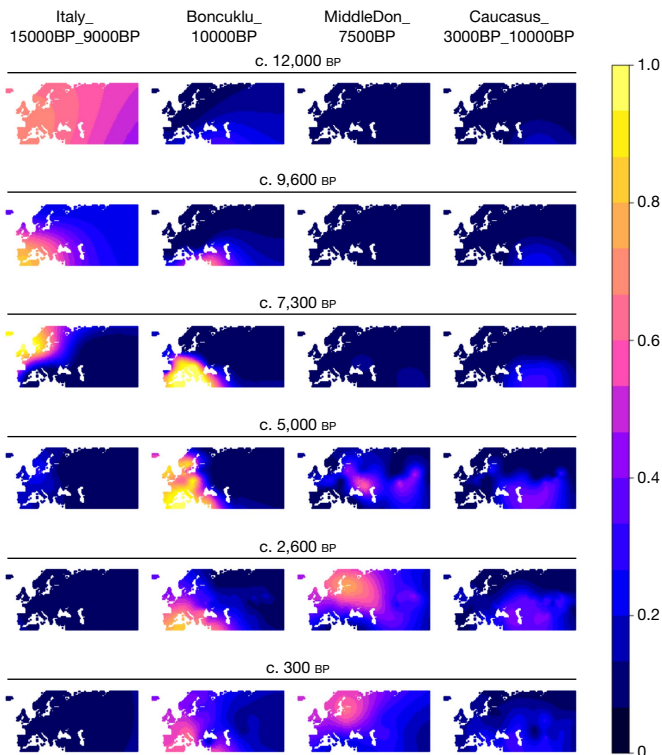 Italy_
15000BP_9000BP
Boncuklu_
10000BP
MiddleDon_
7500BP
Caucasus_
3000BP_10000BP
c. 12,000 BP
c. 9,600 BP
c. 7,300 BP
c. 5,000 BP
c. 2,600 BP
c. 300 BP
1.0
0.8
0.6
0.4
0.2
0